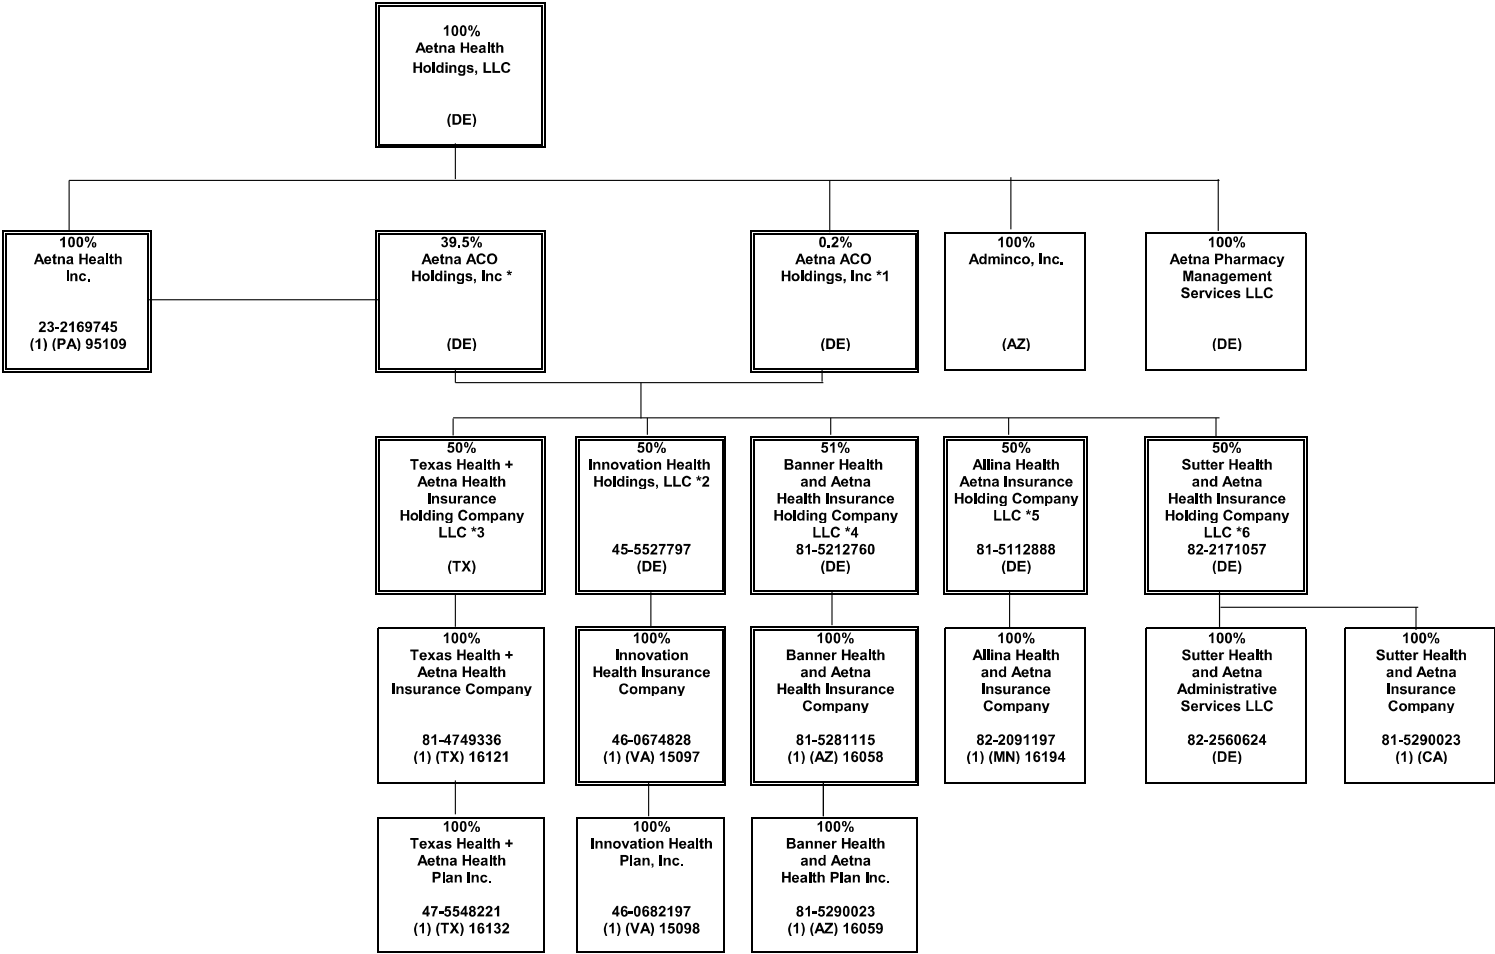 100%
Aetna Health
Holdings, LLC
(DE)
100%
Aetna Health
Inc.
23-2169745
(1) (PA) 95109
39.5%
Aetna ACO
Holdings, Inc *
(DE)
0.2%
Aetna ACO
Holdings, Inc *1
(DE)
100%
Adminco, Inc.
(AZ)
100%
Aetna Pharmacy
Management
Services LLC
(DE)
50%
Texas Health +
Aetna Health
Insurance
Holding Company
LLC *3
(TX)
50%
Innovation Health
Holdings, LLC *2
45-5527797
(DE)
51%
Banner Health
and Aetna
Health Insurance
Holding Company
LLC *4
81-5212760
(DE)
50%
Allina Health
Aetna Insurance
Holding Company
LLC *5
81-5112888
(DE)
50%
Sutter Health
and Aetna
Health Insurance
Holding Company
LLC *6
82-2171057
(DE)
100%
Texas Health +
Aetna Health
Insurance Company
81-4749336
(1) (TX) 16121
100%
Innovation
Health Insurance
Company
46-0674828
(1) (VA) 15097
100%
Banner Health
and Aetna
Health Insurance
Company
81-5281115
(1) (AZ) 16058
100%
Allina Health
and Aetna
Insurance
Company
82-2091197
(1) (MN) 16194
100%
Sutter Health
and Aetna
Administrative
Services LLC
82-2560624
(DE)
100%
Sutter Health
and Aetna
Insurance
Company
81-5290023
(1) (CA)
100%
Texas Health +
Aetna Health
Plan Inc.
47-5548221
(1) (TX) 16132
100%
Innovation Health
Plan, Inc.
46-0682197
(1) (VA) 15098
100%
Banner Health
and Aetna
Health Plan Inc.
81-5290023
(1) (AZ) 16059